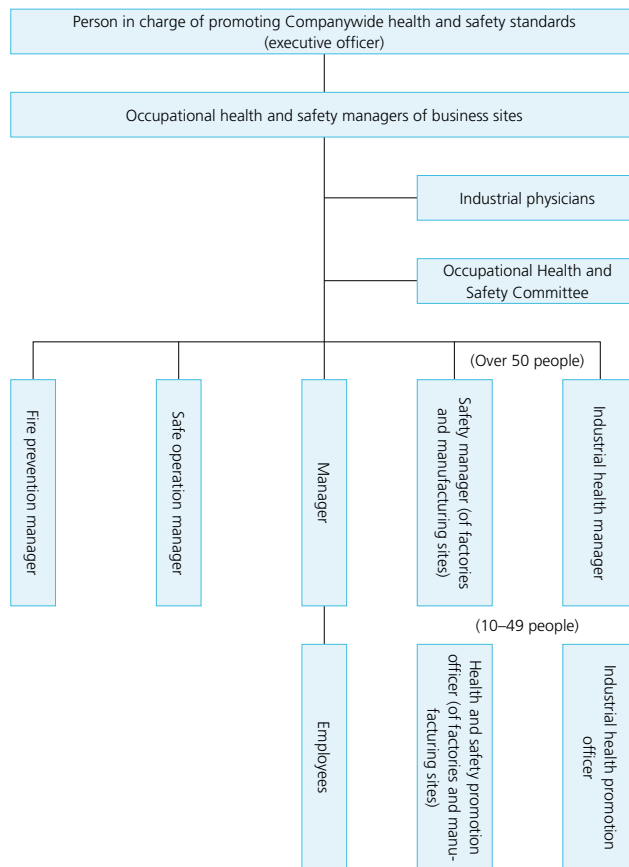 Person in charge of promoting Companywide health and safety standards
(executive officer)
Occupational health and safety managers of business sites
Industrial physicians
Occupational Health and
Safety Committee
(Over 50 people)
Fire prevention manager
Safe operation manager
Manager
Safety manager (of factories
and manufacturing sites)
Industrial health manager
(10–49 people)
Employees
Health and safety promotion
officer (of factories and manu-
facturing sites)
Industrial health promotion
officer